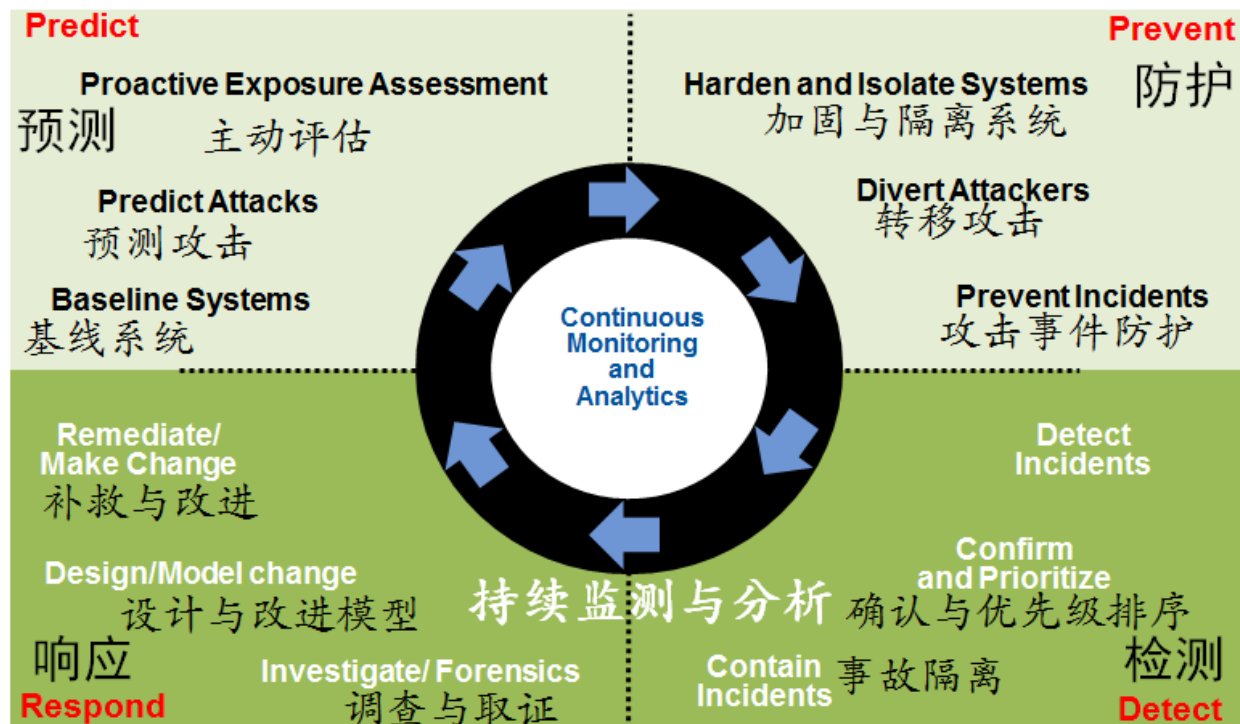 Predict
Proactive Exposure Assessment
预测
主动评估
Predict Attacks
预测攻击
Baseline Systems
基线系统
Prevent
Harden and Isolate Systems
防护
加固与隔离系统
Divert Attackers
转移攻击
Prevent Incidents
攻击事件防护
Continuous
Monitoring
and
Analytics
Remediate/
Make Change
补救与改进
Design/Model change
设计与改进模型
响应
Investigate/ Forensics
调查与取证
Respond
持续监测与分析
Detect
Incidents
Confirm
and Prioritize
确认与优先级排序
检测
Contain
Incidents
事故隔离
Detect